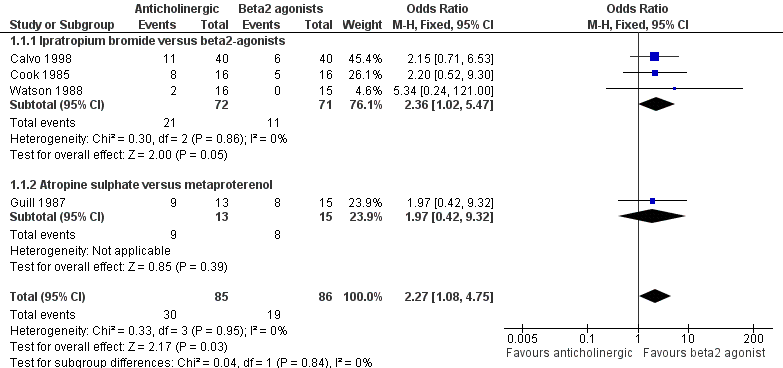 Anticholinergic Beta2 agonists Odds Ratio Odds Ratio
Study or Subgroup Events Total Events Total Weight M-H, Fixed, 95% CI M-H, Fixed, 95% CI
1.1.1 Ipratropium bromide versus beta2-agonists
Calvo 1998 11 40 6 40 45.4% 2.15 [0.71, 6.53]
Cook 1985 8 16 5 16 26.1% 2.20 [0.52, 9.30]
Watson 1988 2 16 0 15 4.6% 5.34 [0.24, 121.00]
Subtotal (95% CI) 72 71 76.1% 2.36 [1.02, 5.47]
Total events 21 11
Heterogeneity: Chi² = 0.30, df = 2 (P = 0.86); I² = 0%
Test for overall effect: Z = 2.00 (P = 0.05)
1.1.2 Atropine sulphate versus metaproterenol
Guill 1987 9 13 8 15 23.9% 1.97 [0.42, 9.32]
Subtotal (95% CI) 13 15 23.9% 1.97 [0.42, 9.32]
Total events 9 8
Heterogeneity: Not applicable
Test for overall effect: Z = 0.85 (P = 0.39)
Total (95% CI) 85 86 100.0% 2.27 [1.08, 4.75]
Total events 30 19
Heterogeneity: Chi² = 0.33, df = 3 (P = 0.95); I² = 0%
Test for overall effect: Z = 2.17 (P = 0.03)
Test for subgroup differences: Chi² = 0.04, df = 1 (P = 0.84), I² = 0%
0.005 0.1 1 10 200
Favours anticholinergic Favours beta2 agonist